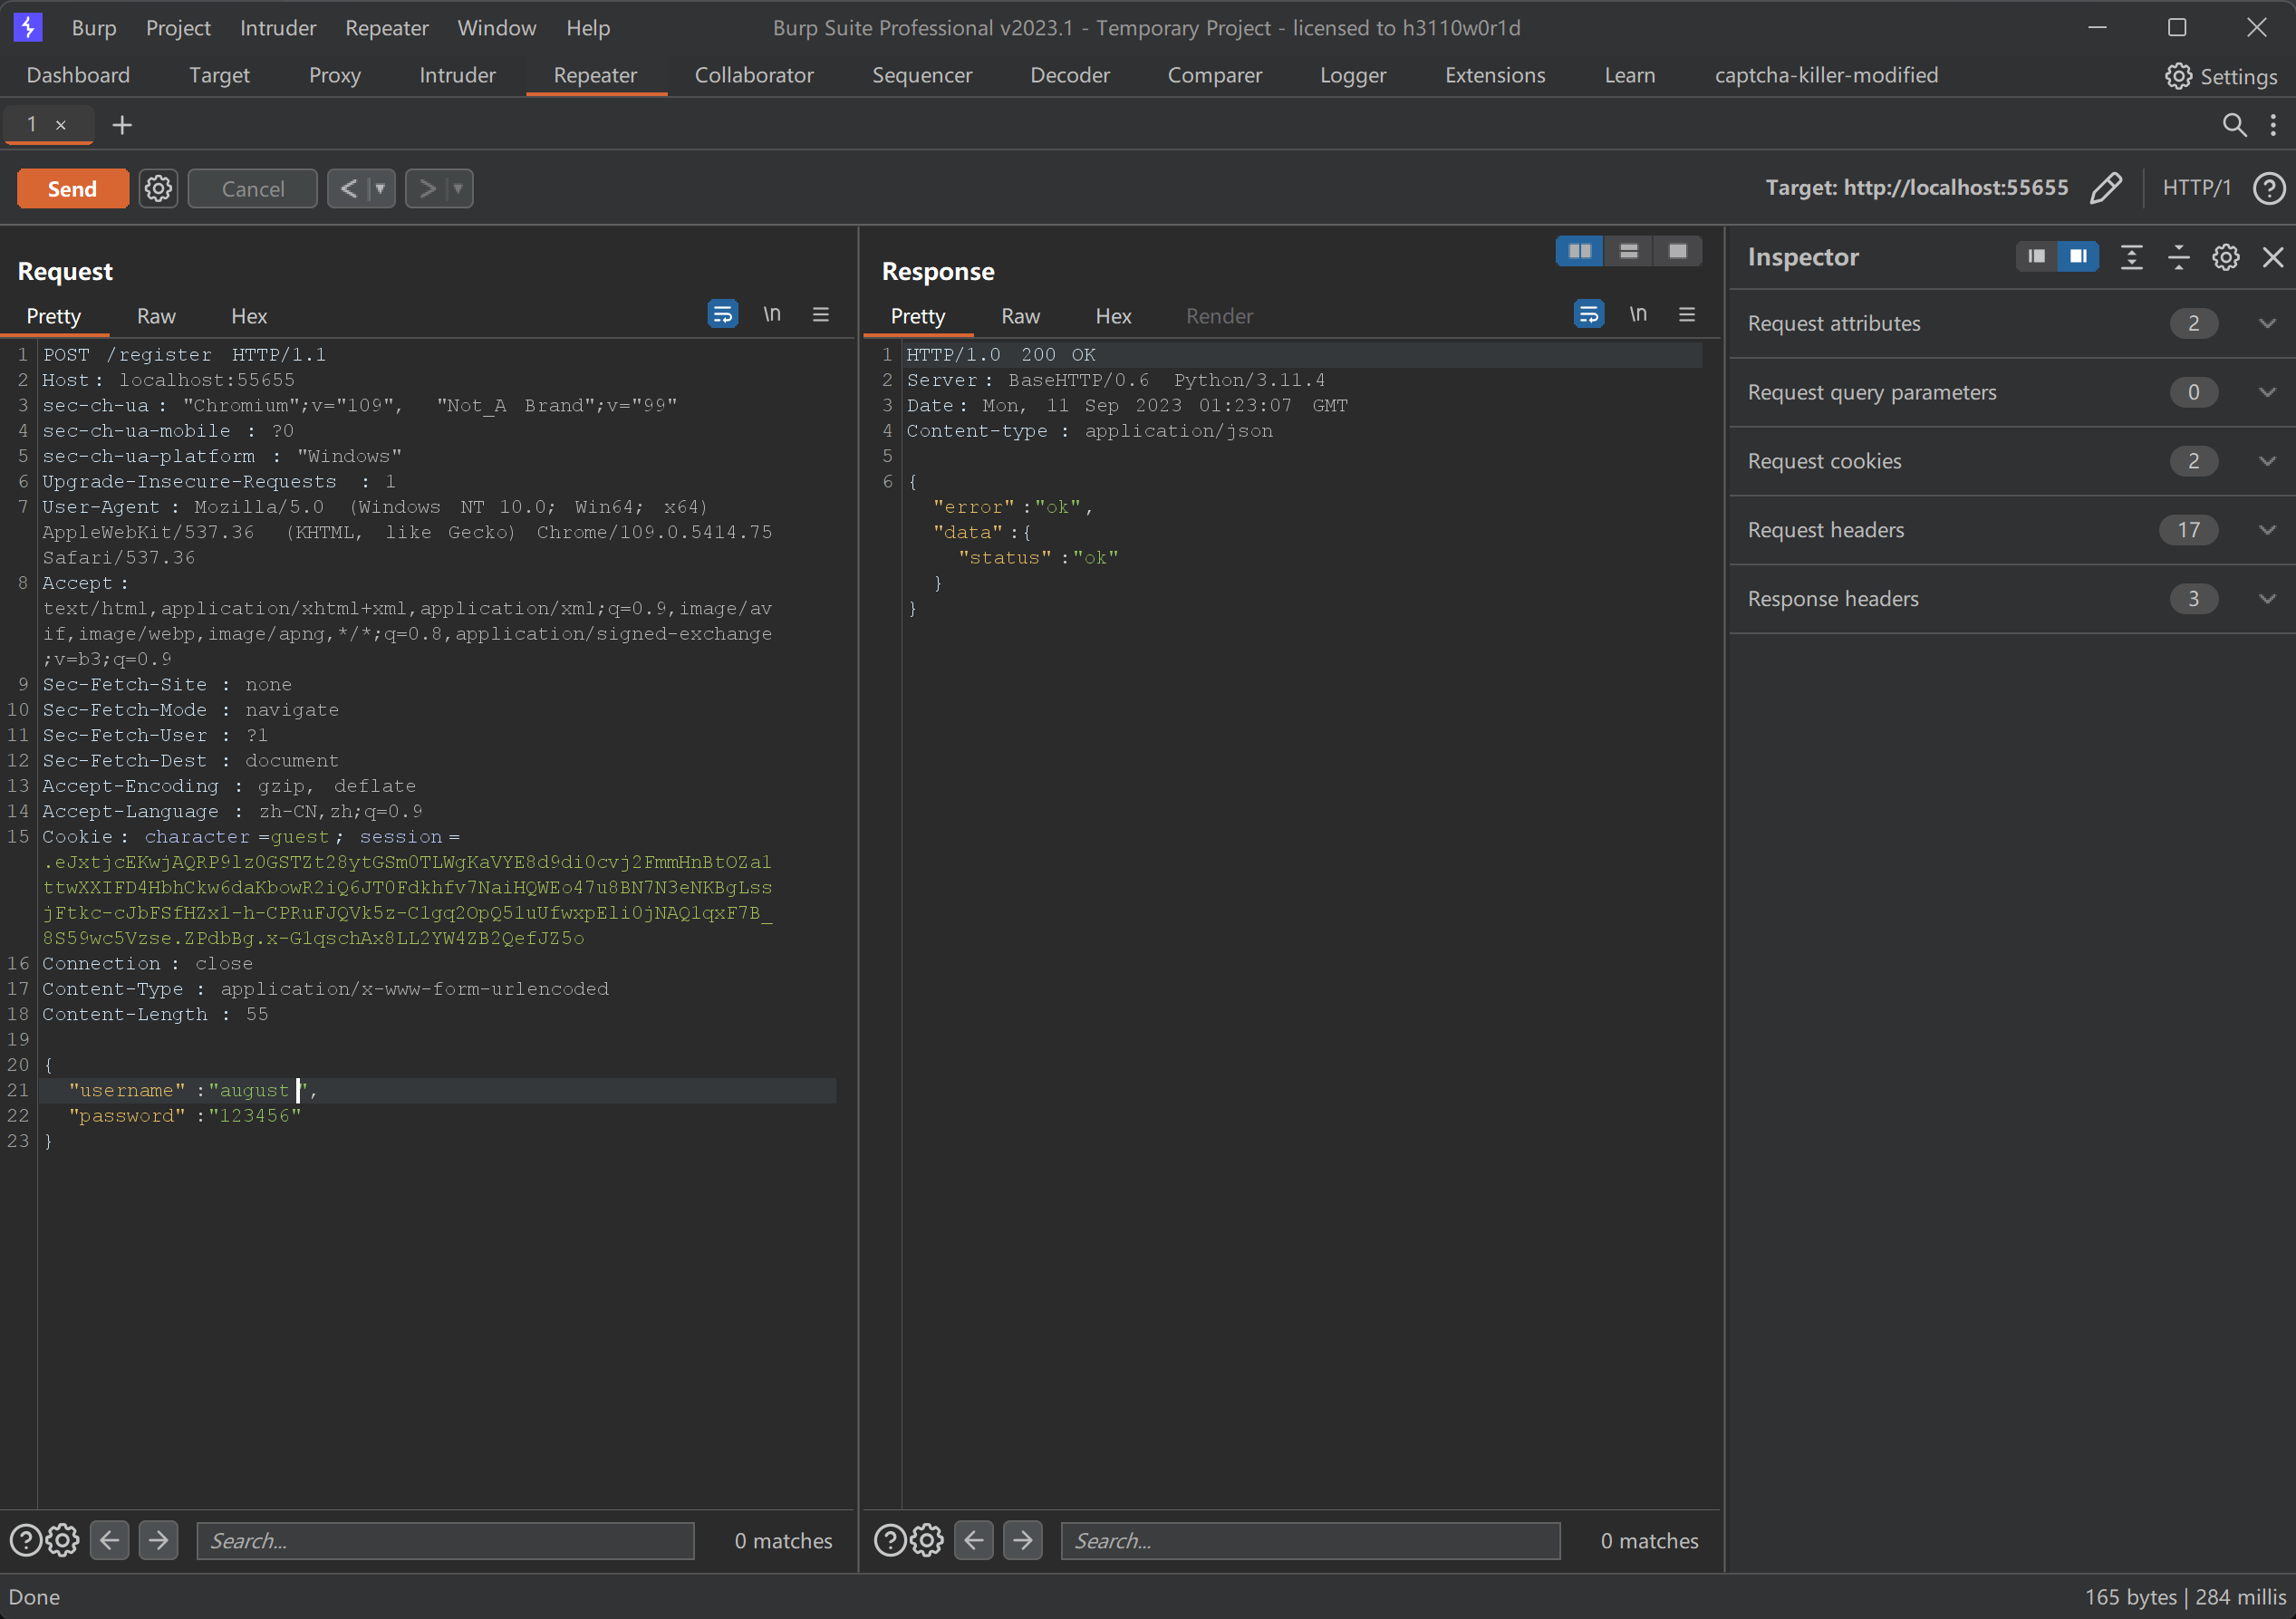 Burp Project Intruder Repeater Window Help Burp Suite Professional v2023.1 - Temporary Project - licensed to h3110w0r1d
Dashboard Target Proxy Intruder Repeater Collaborator Sequencer Decoder Comparer Logger Extensions Learn captcha-killer-modified Settings
1 × +
Send Cancel < > Target: http://localhost:55655 HTTP/1 ?
Request
Pretty Raw Hex \n
1 POST /register HTTP/1.1
2 Host: localhost:55655
3 sec-ch-ua: "Chromium";v="109", "Not_A Brand";v="99"
4 sec-ch-ua-mobile : ?0
5 sec-ch-ua-platform : "Windows"
6 Upgrade-Insecure-Requests : 1
7 User-Agent: Mozilla/5.0 (Windows NT 10.0; Win64; x64)
AppleWebKit/537.36 (KHTML, like Gecko) Chrome/109.0.5414.75
Safari/537.36
8 Accept:
text/html,application/xhtml+xml,application/xml;q=0.9,image/av
if,image/webp,image/apng,*/*;q=0.8,application/signed-exchange
;v=b3;q=0.9
9 Sec-Fetch-Site : none
10 Sec-Fetch-Mode : navigate
11 Sec-Fetch-User : ?1
12 Sec-Fetch-Dest : document
13 Accept-Encoding : gzip, deflate
14 Accept-Language : zh-CN,zh;q=0.9
15 Cookie: character=guest; session=
.eJxtjcEKwjAQRP9lz0GSTZt28ytGSm0TLWgKaVYE8d9di0cvj2FmmHnBtOZa1
ttwXXIFD4HbhCkw6daKbowR2iQ6JT0Fdkhfv7NaiHQWEo47u8BN7N3eNKBgLss
jFtkc-cJbFSfHZx1-h-CPRuFJQVk5z-C1gq2OpQ51uUfwxpEli0jNAQ1qxF7B_
8S59wc5Vzse.ZPdbBg.x-G1qschAx8LL2YW4ZB2QefJZ5o
16 Connection: close
17 Content-Type : application/x-www-form-urlencoded
18 Content-Length : 55
19
20 {
21 "username" :"august ",
22 "password" :"123456"
23 }
Search... 0 matches
Response
Pretty Raw Hex Render \n
1 HTTP/1.0 200 OK
2 Server: BaseHTTP/0.6 Python/3.11.4
3 Date: Mon, 11 Sep 2023 01:23:07 GMT
4 Content-type : application/json
5
6 {
"error" :"ok",
"data" :{
"status" :"ok"
}
}
Search... 0 matches
Inspector
Request attributes 2
Request query parameters 0
Request cookies 2
Request headers 17
Response headers 3
Done 165 bytes | 284 millis